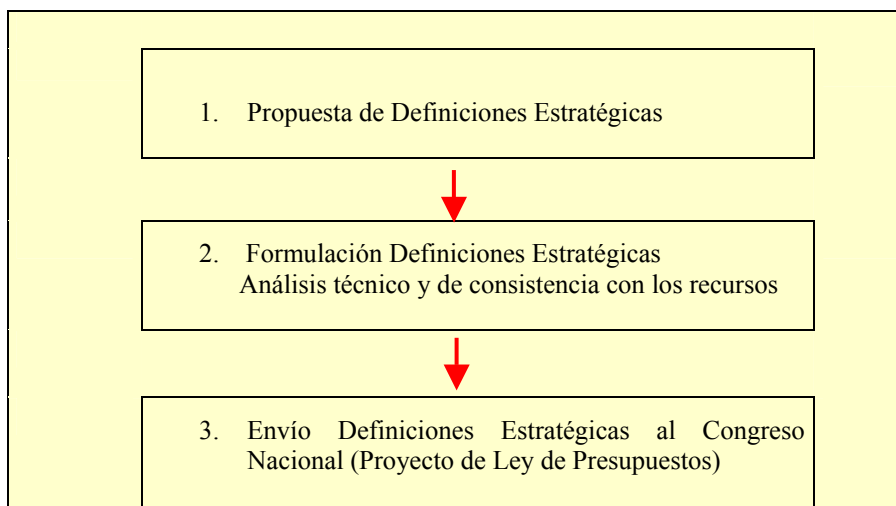 1. Propuesta de Definiciones Estratégicas
2. Formulación Definiciones Estratégicas
Análisis técnico y de consistencia con los recursos
3. Envío Definiciones Estratégicas al Congreso
Nacional (Proyecto de Ley de Presupuestos)